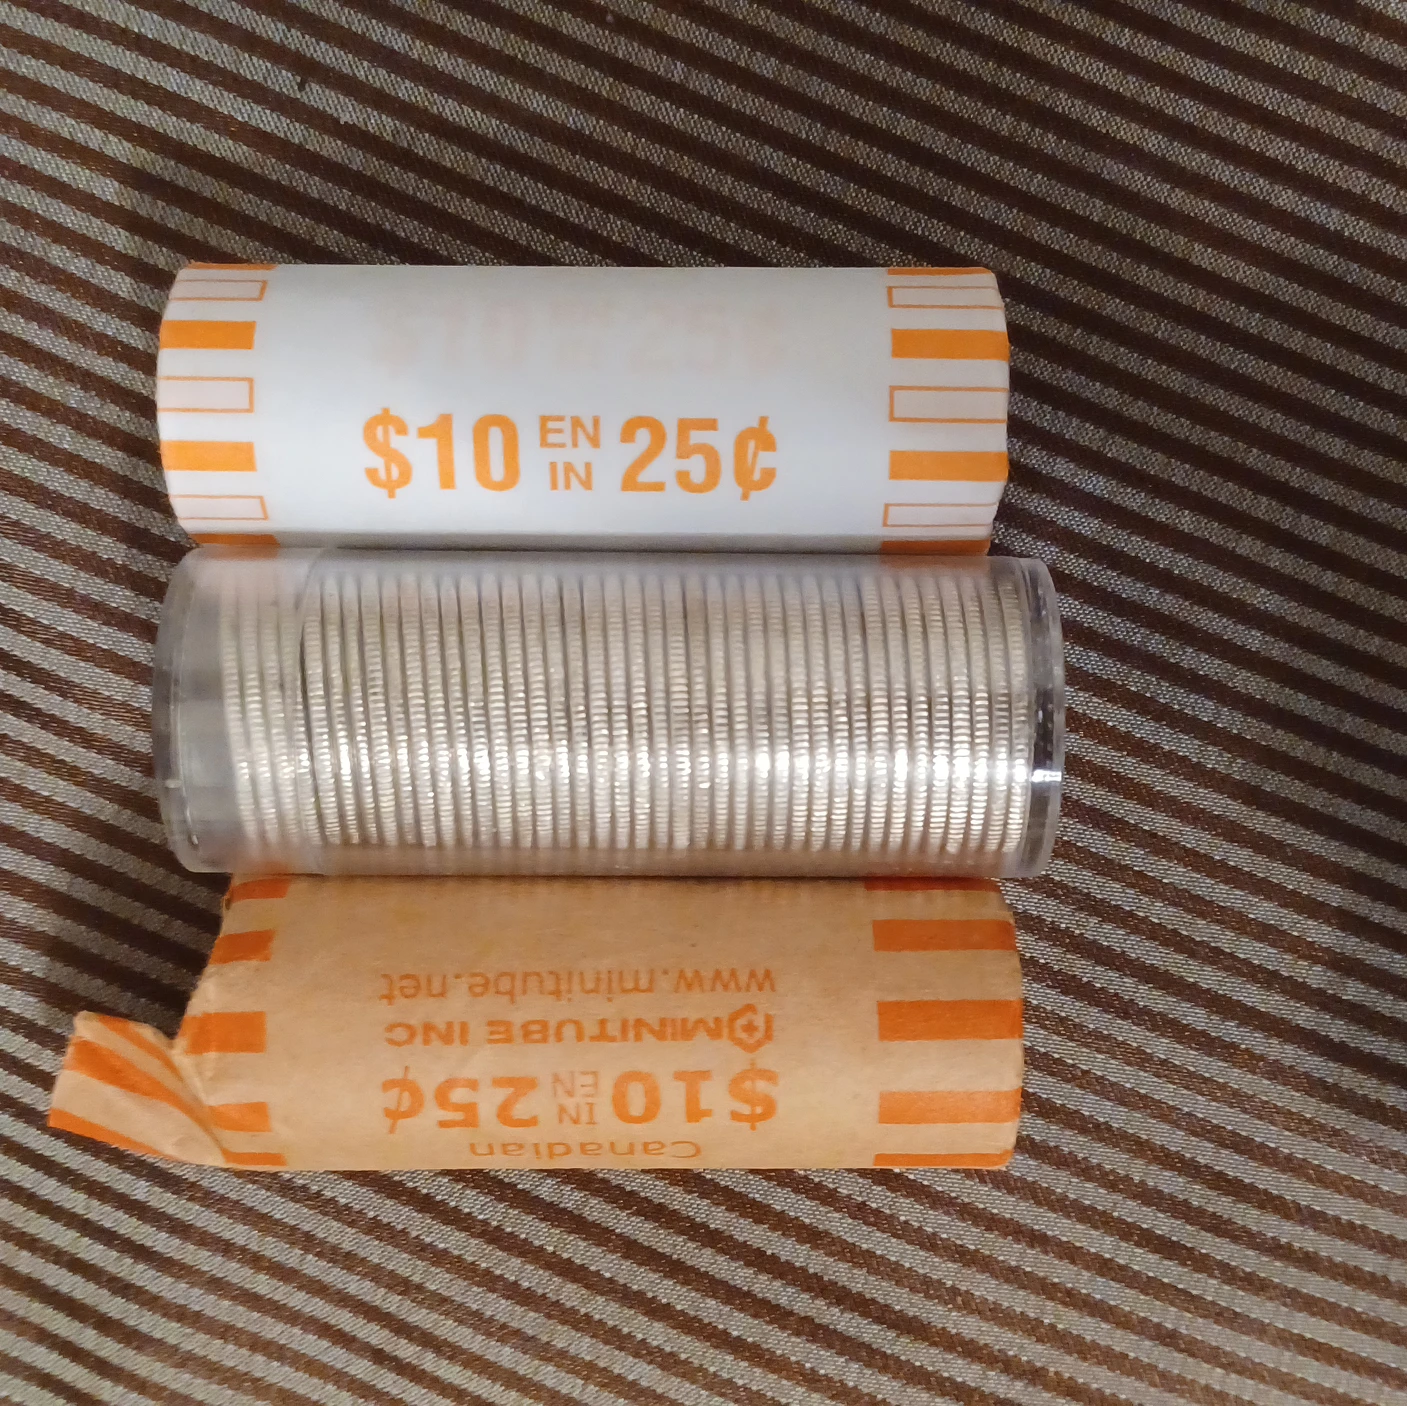 $10 EN IN 25¢
Canadian
$10 IN EN 25¢
MINITUBE INC
www.minitube.net